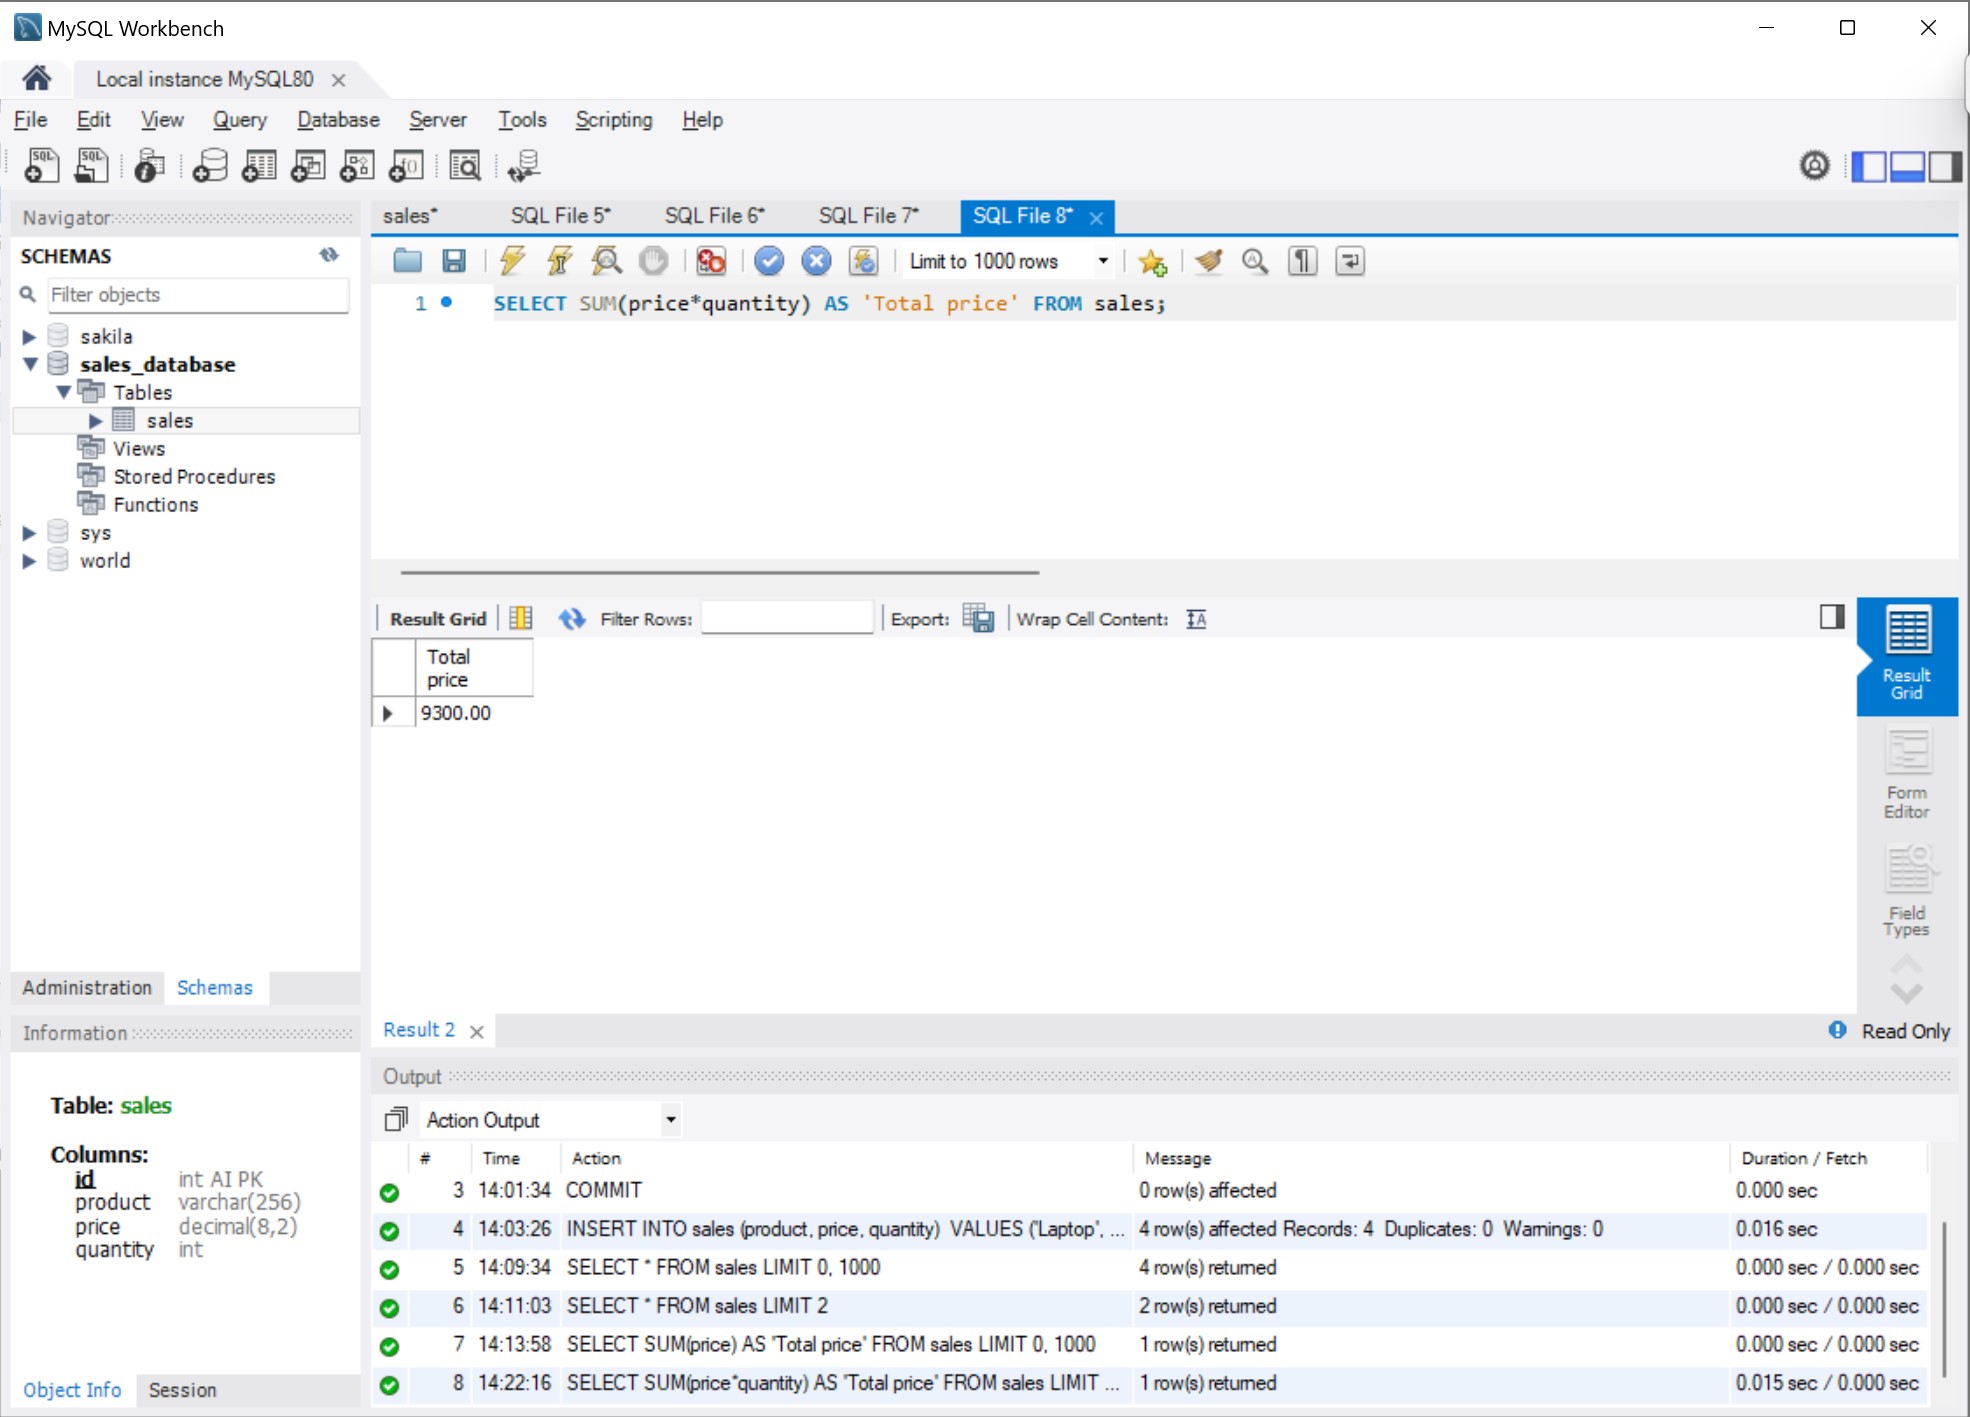 MySQL Workbench
Local instance MySQL80
File Edit View Query Database Server Tools Scripting Help
Navigator
SCHEMAS
Filter objects
sakila
sales_database
Tables
sales
Views
Stored Procedures
Functions
sys
world
Administration Schemas
Information
Table: sales
Columns:
id int AI PK
product varchar(256)
price decimal(8,2)
quantity int
Object Info Session
sales* SQL File 5* SQL File 6* SQL File 7* SQL File 8*
Limit to 1000 rows
1 SELECT SUM(price*quantity) AS 'Total price' FROM sales;
Result Grid Filter Rows: Export: Wrap Cell Content:
Total
price
9300.00
Result
Grid
Form
Editor
Field
Types
Result 2 Read Only
Output
Action Output
# Time Action Message Duration / Fetch
3 14:01:34 COMMIT 0 row(s) affected 0.000 sec
4 14:03:26 INSERT INTO sales (product, price, quantity) VALUES ('Laptop', ... 4 row(s) affected Records: 4 Duplicates: 0 Warnings: 0 0.016 sec
5 14:09:34 SELECT * FROM sales LIMIT 0, 1000 4 row(s) returned 0.000 sec / 0.000 sec
6 14:11:03 SELECT * FROM sales LIMIT 2 2 row(s) returned 0.000 sec / 0.000 sec
7 14:13:58 SELECT SUM(price) AS 'Total price' FROM sales LIMIT 0, 1000 1 row(s) returned 0.000 sec / 0.000 sec
8 14:22:16 SELECT SUM(price*quantity) AS 'Total price' FROM sales LIMIT ... 1 row(s) returned 0.015 sec / 0.000 sec